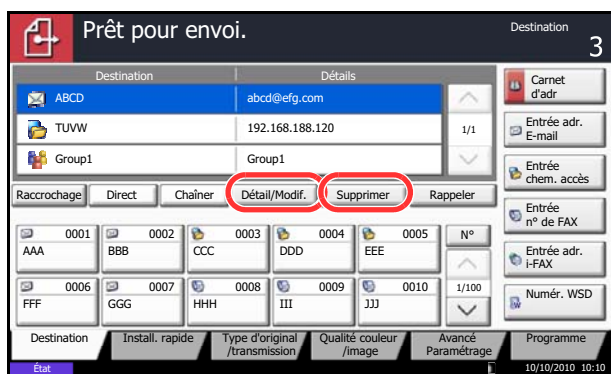 Prêt pour envoi.
Destination
3
Destination Détails
ABCD abcd@efg.com
TUVW 192.168.188.120
1/1
Group1 Group1
Carnet
d'adr
Entrée adr.
E-mail
Entrée
chem. accès
Entrée
n° de FAX
Entrée adr.
i-FAX
Numér. WSD
Raccrochage Direct Chaîner Détail/Modif. Supprimer Rappeler
0001 0002 0003 0004 0005 N°
AAA BBB CCC DDD EEE
0006 0007 0008 0009 0010 1/100
FFF GGG HHH III JJJ
Destination
Install. rapide
Type d'original
/transmission
Qualité couleur
/image
Avancé
Paramétrage
Programme
État 10/10/2010 10:10